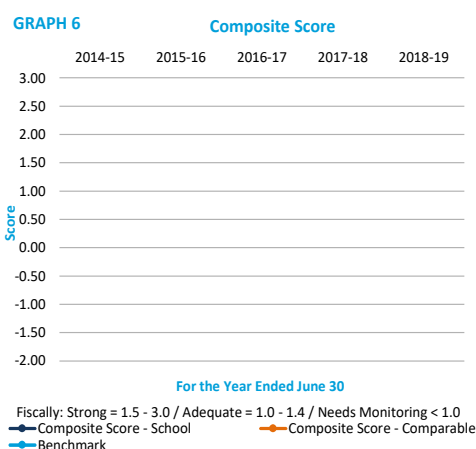 GRAPH 6
Composite Score
2014-15 2015-16 2016-17 2017-18 2018-19
3.00
2.50
2.00
1.50
1.00
0.50
0.00
-0.50
-1.00
-1.50
-2.00
Score
For the Year Ended June 30
Fiscally: Strong = 1.5 - 3.0 / Adequate = 1.0 - 1.4 / Needs Monitoring < 1.0
Composite Score - School Composite Score - Comparable
Benchmark